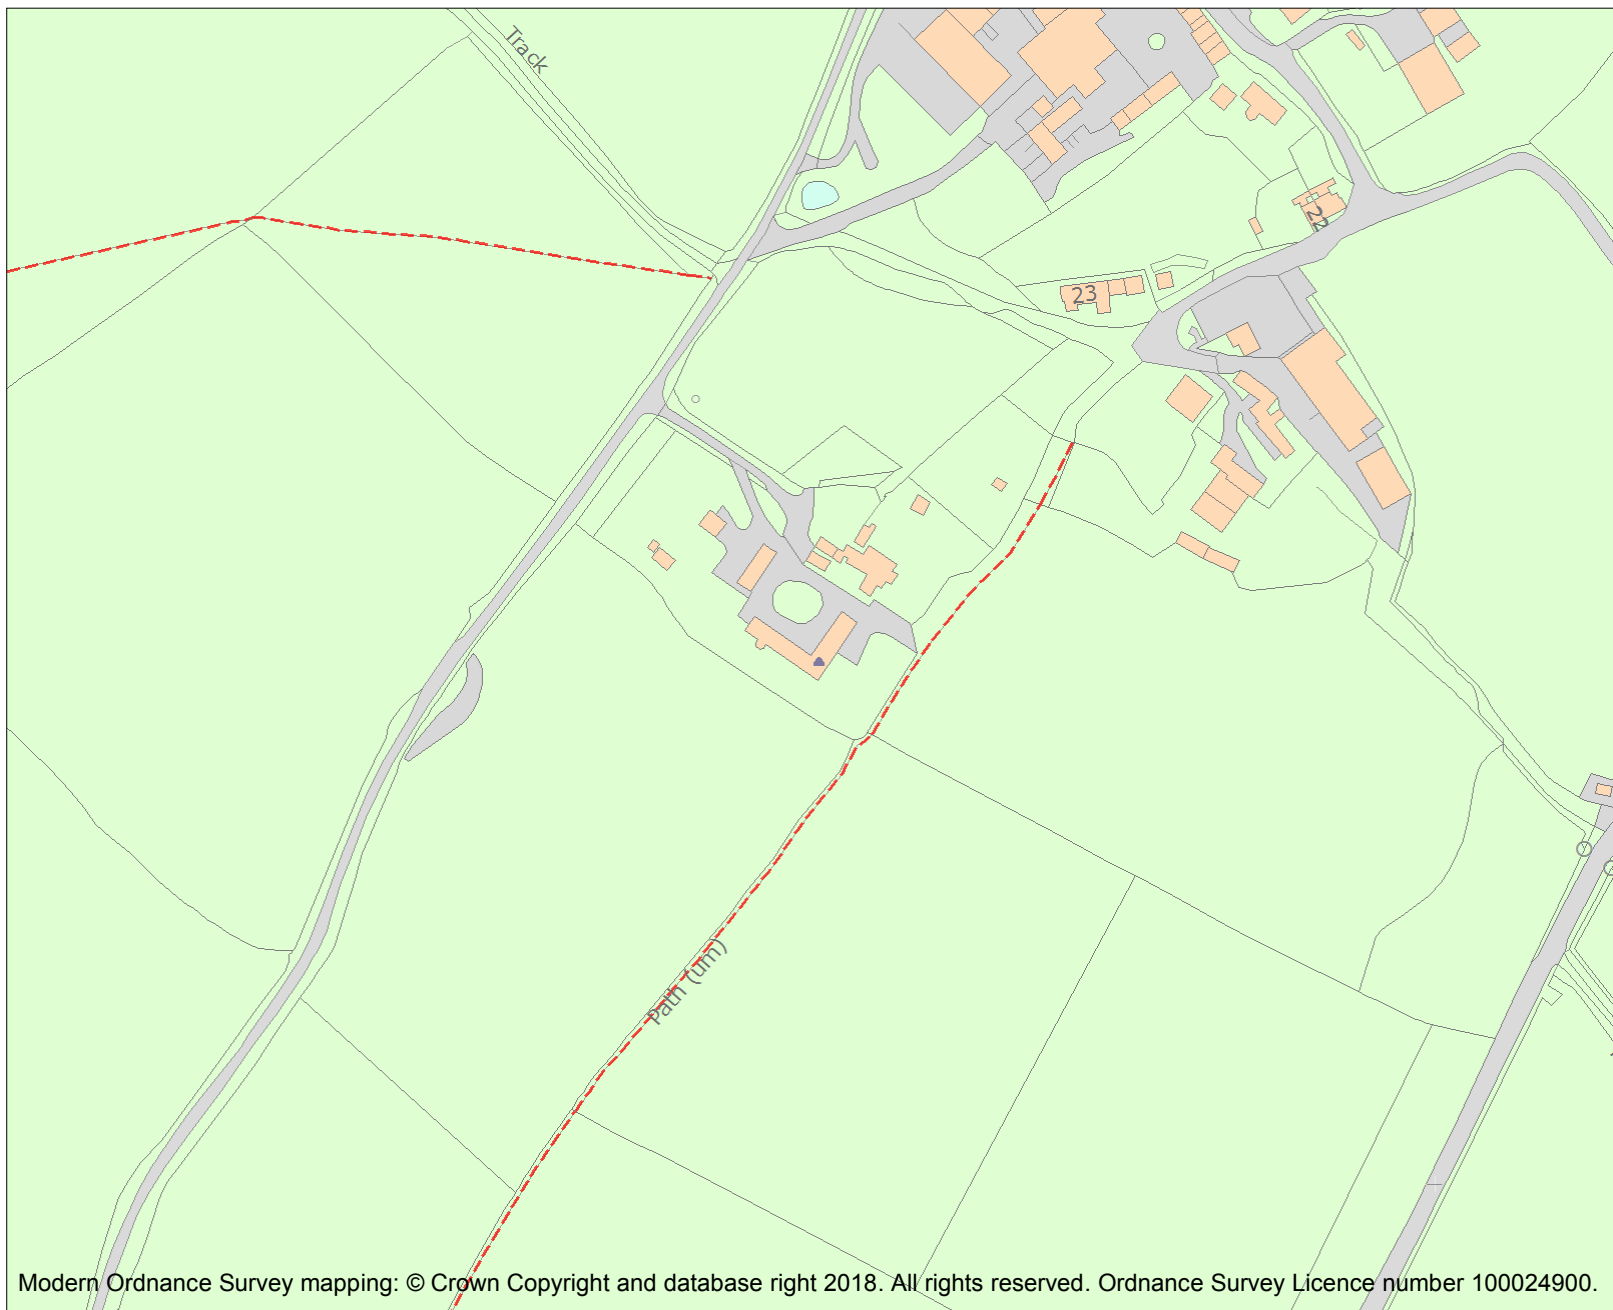 Track
22
23
Path (um)
Modern Ordnance Survey mapping: © Crown Copyright and database right 2018. All rights reserved. Ordnance Survey Licence number 100024900.